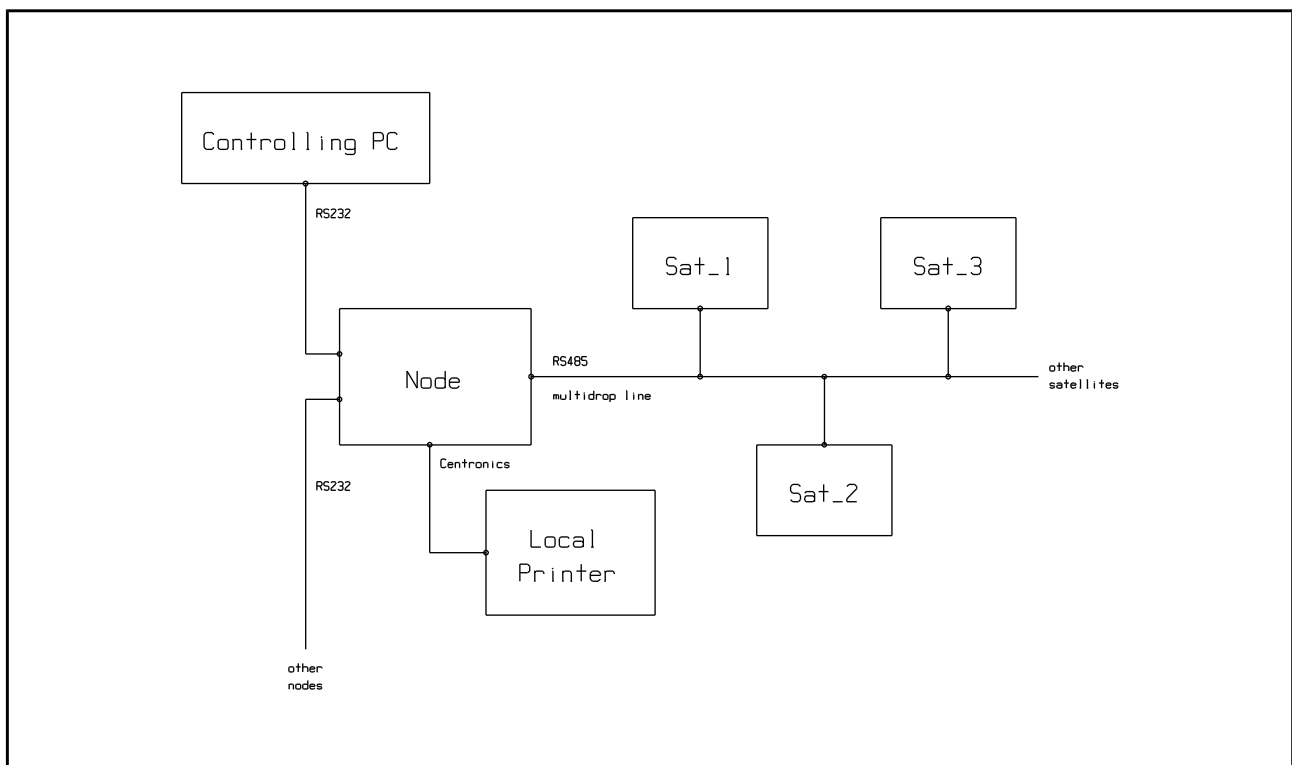 Controlling PC
RS232
Sat_1
Sat_3
Node
RS485
multidrop line
other
satellites
Centronics
RS232
Sat_2
Local
Printer
other
nodes